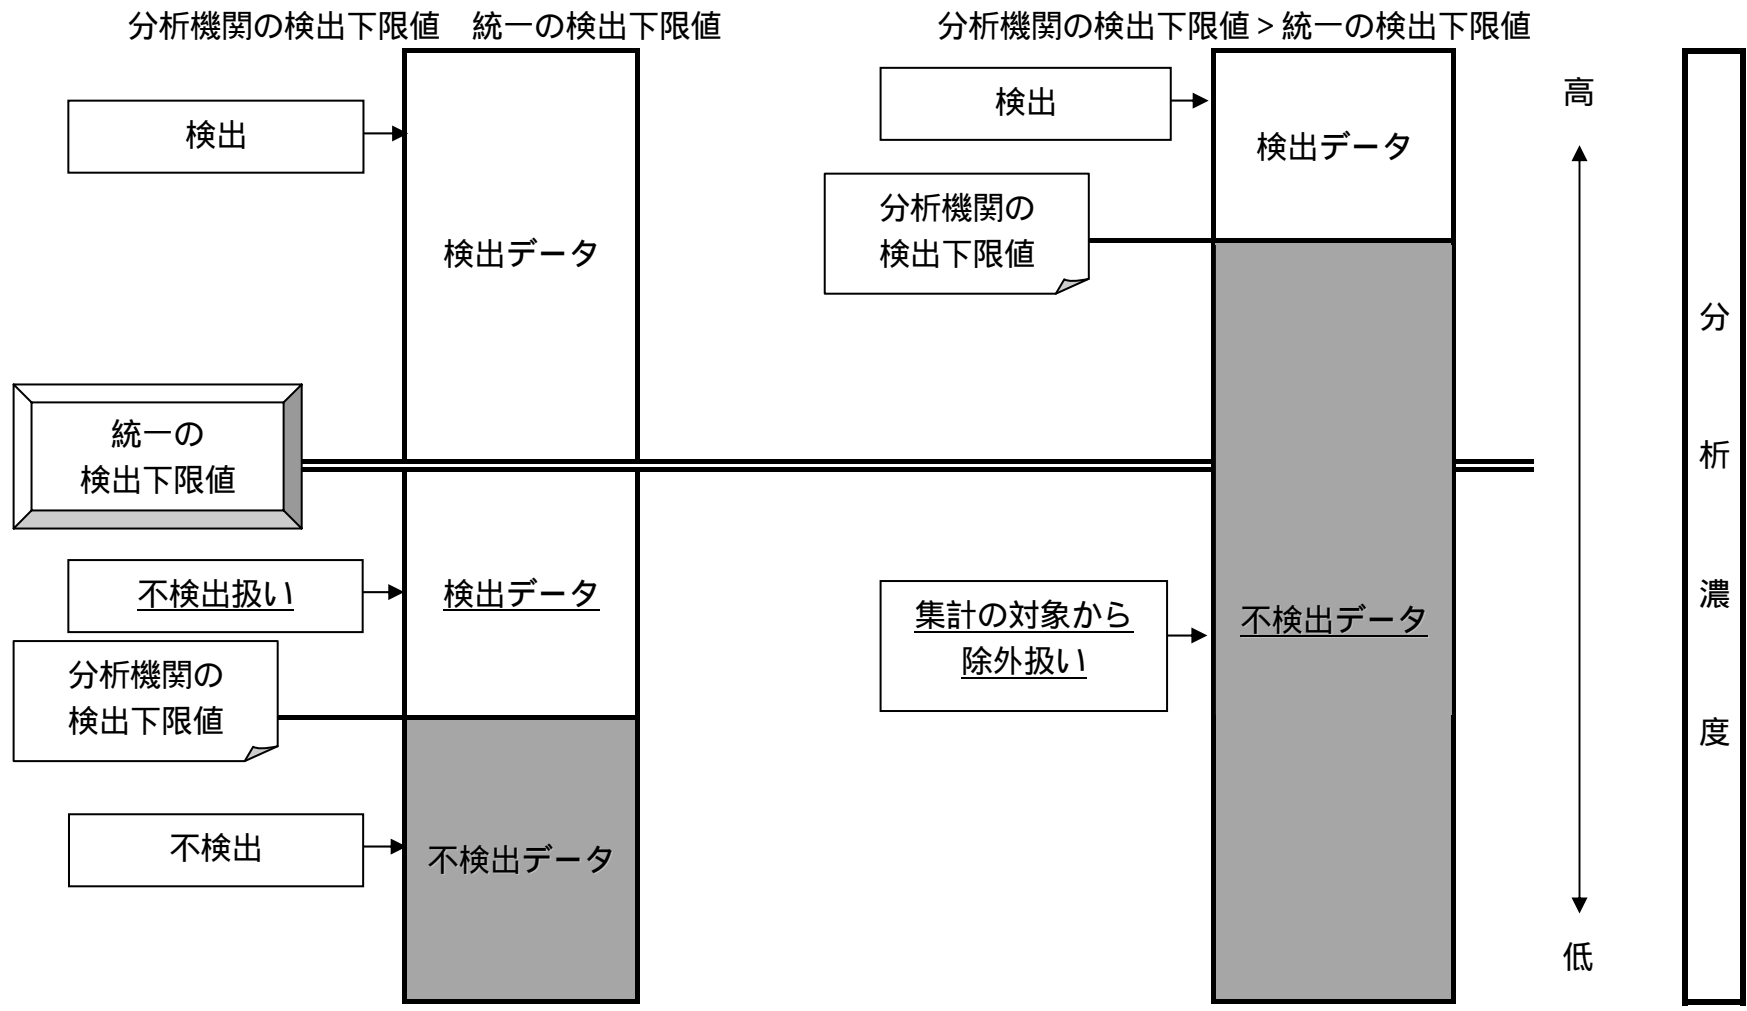 分析機関の検出下限値　統一の検出下限値
検出
検出データ
統一の
検出下限値
不検出扱い
検出データ
分析機関の
検出下限値
不検出
不検出データ
分析機関の検出下限値 > 統一の検出下限値
検出
検出データ
分析機関の
検出下限値
集計の対象から
除外扱い
不検出データ
高
低
分
析
濃
度